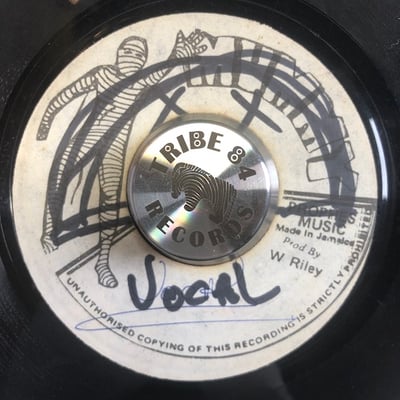 TRIBE 84
RECORDS
MUSIC
Made in Jamaica
Prod By
W Riley
VOCAL
UNAUTHORISED COPYING OF THIS RECORDING IS STRICTLY PROHIBITED